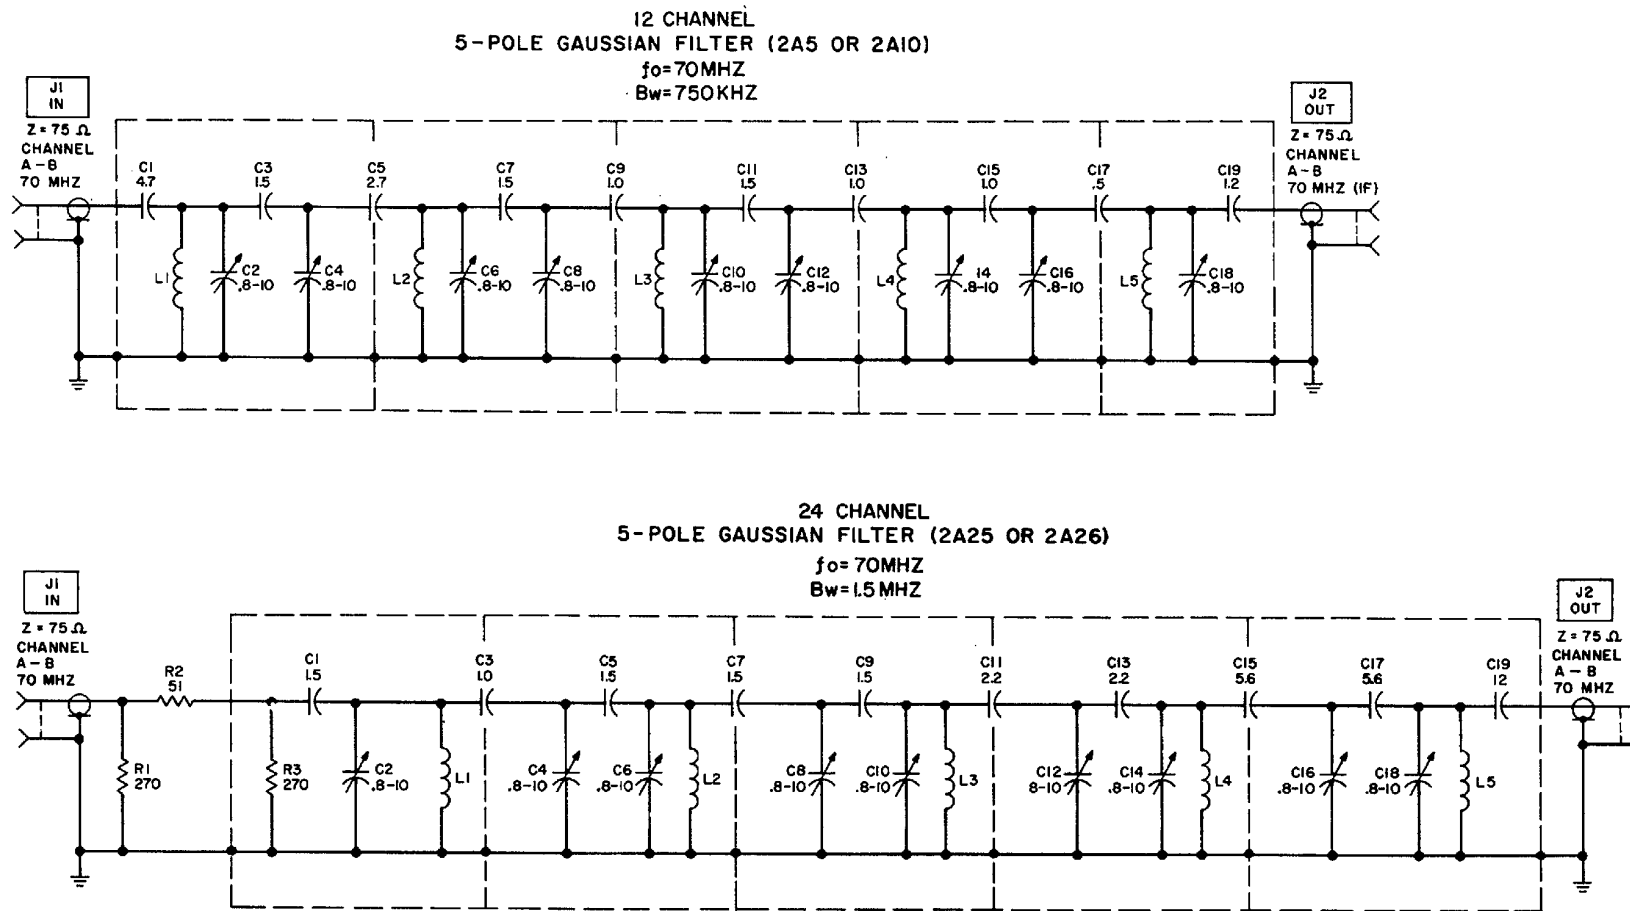 12 CHANNEL
5-POLE GAUSSIAN FILTER (2A5 OR 2A10)
fo=70MHZ
Bw=750KHZ
J1
IN
Z=75Ω
CHANNEL
A-B
70 MHZ
J2
OUT
Z=75Ω
CHANNEL
A-B
70 MHZ (IF)
C1
4.7
C3
1.5
C5
2.7
C7
1.5
C9
1.0
C11
1.5
C13
1.0
C15
1.0
C17
.5
C19
1.2
L1
C2
.8-10
C4
.8-10
L2
C6
.8-10
C8
.8-10
L3
C10
.8-10
C12
.8-10
L4
14
.8-10
C16
.8-10
L5
C18
.8-10
24 CHANNEL
5-POLE GAUSSIAN FILTER (2A25 OR 2A26)
fo=70MHZ
Bw=1.5MHZ
J1
IN
Z=75Ω
CHANNEL
A-B
70 MHZ
J2
OUT
Z=75Ω
CHANNEL
A-B
70 MHZ
R2
51
C1
1.5
C3
1.0
C5
1.5
C7
1.5
C9
1.5
C11
2.2
C13
2.2
C15
5.6
C17
5.6
C19
12
R1
270
R3
270
C2
.8-10
L1
C4
.8-10
C6
.8-10
L2
C8
.8-10
C10
.8-10
L3
C12
8-10
C14
.8-10
L4
C16
.8-10
C18
.8-10
L5